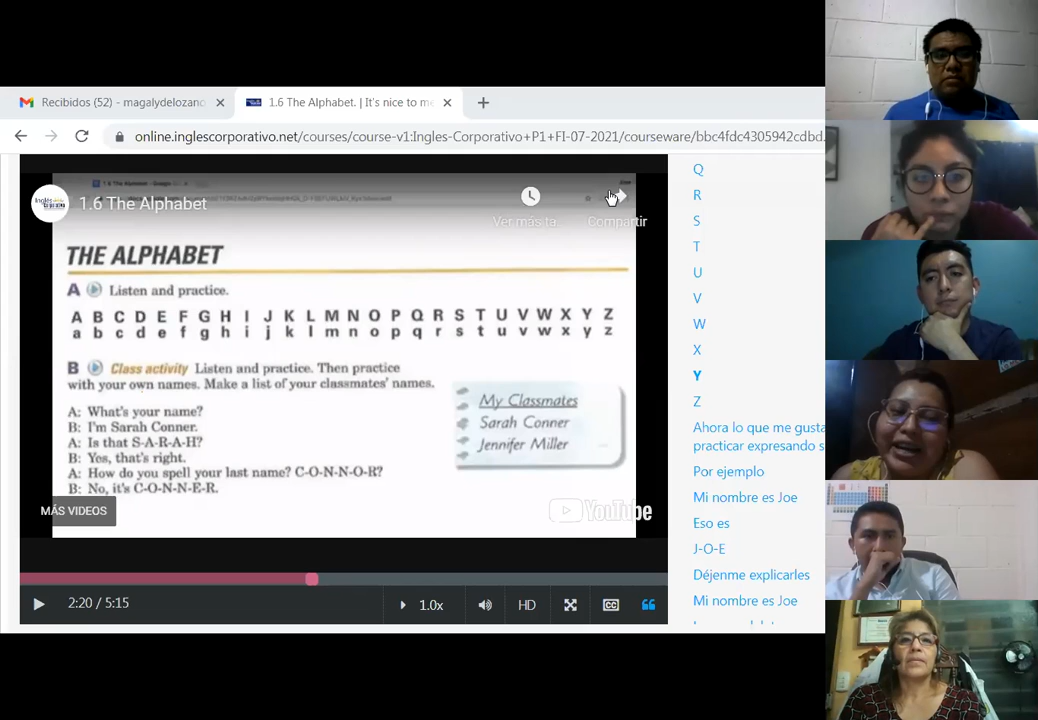 Recibidos (52) - magalydelozano
1.6 The Alphabet. | It's nice to me
online.inglescorporativo.net/courses/course-v1:Ingles-Corporativo+P1+FI-07-2021/courseware/bbc4fdc4305942cdbd.
1.6 The Alphabet
Ver más ta
Compartir
THE ALPHABET
A Listen and practice.
A B C D E F G H I J K L M N O P Q R S T U V W X Y Z
a b c d e f g h i j k l m n o p q r s t u v w x y z
B Class activity Listen and practice. Then practice
with your own names. Make a list of your classmates' names.
A: What's your name?
B: I'm Sarah Conner.
A: Is that S-A-R-A-H?
B: Yes, that's right.
A: How do you spell your last name? C-O-N-N-O-R?
B: No, it's C-O-N-N-E-R.
My Classmates
Sarah Conner
Jennifer Miller
MÁS VIDEOS
YouTube
2:20 / 5:15
1.0x
HD
CC
Q
R
S
T
U
V
W
X
Y
Z
Ahora lo que me gusta
practicar expresando s
Por ejemplo
Mi nombre es Joe
Eso es
J-O-E
Déjenme explicarles
Mi nombre es Joe